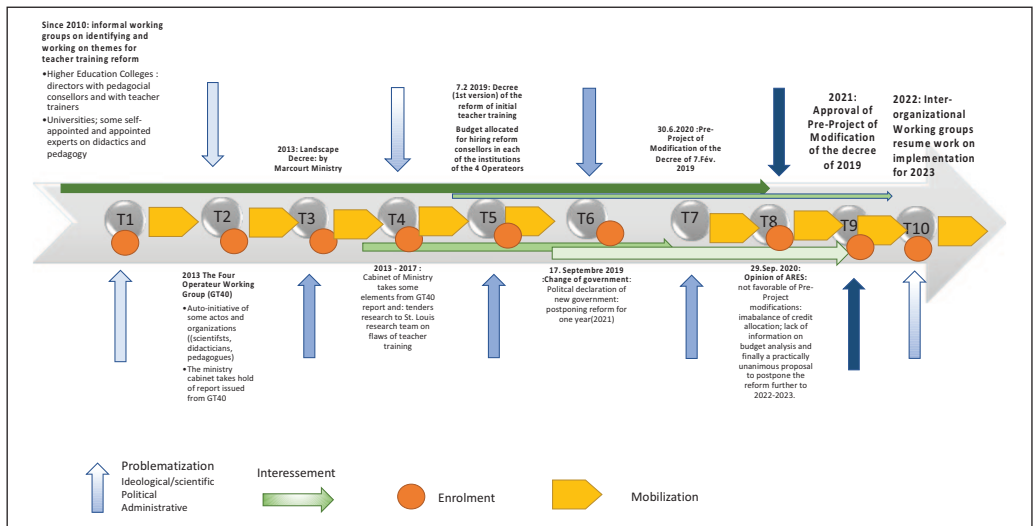 Since 2010: informal working
groups on identifying and
working on themes for
teacher training reform
•Higher Education Colleges :
directors with pedagocial
consellors and with teacher
trainers
•Universities; some self-
appointed and appointed
experts on didactics and
pedagogy
2013: Landscape
Decree: by
Marcourt Ministry
7.2 2019: Decree
(1st version) of the
reform of initial
teacher training
Budget allocated
for hiring reform
consellors in each
of the institutions
of the 4 Operateors
30.6.2020 :Pre-
Project of
Modification of the
Decree of 7.Fév.
2019
2021:
Approval of
Pre-Project of
Modification
of the decree
of 2019
2022: Inter-
organizational
Working groups
resume work on
implementation
for 2023
T1
T2
T3
T4
T5
T6
T7
T8
T9
T10
2013 The Four
Operateur Working
Group (GT40)
• Auto-initiative of
some actos and
organizations
((scientifsts,
didacticians,
pedagogues)
• The ministry
cabinet takes hold
of report issued
from GT40
2013 - 2017 :
Cabinet of Ministry
takes some
elements from GT40
report and: tenders
research to St. Louis
research team on
flaws of teacher
training
17. Septembre 2019
:Change of government:
Politcal declaration of
new government:
postponing reform for
one year(2021)
29.Sep. 2020:
Opinion of ARES:
not favorable of Pre-
Project
modifications:
imabalance of credit
allocation; lack of
information on
budget analysis and
finally a practically
unanimous proposal
to postpone the
reform further to
2022-2023.
Problematization
Ideological/scientific
Political
Administrative
Interessement
Enrolment
Mobilization